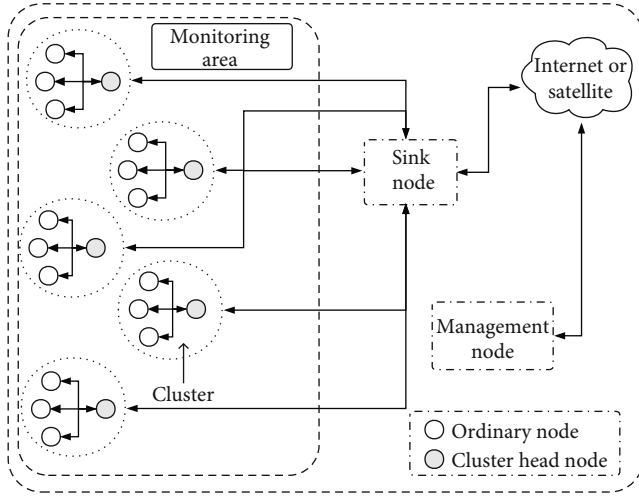 Monitoring
area
Internet or
satellite
Sink
node
Management
node
Cluster
Ordinary node
Cluster head node